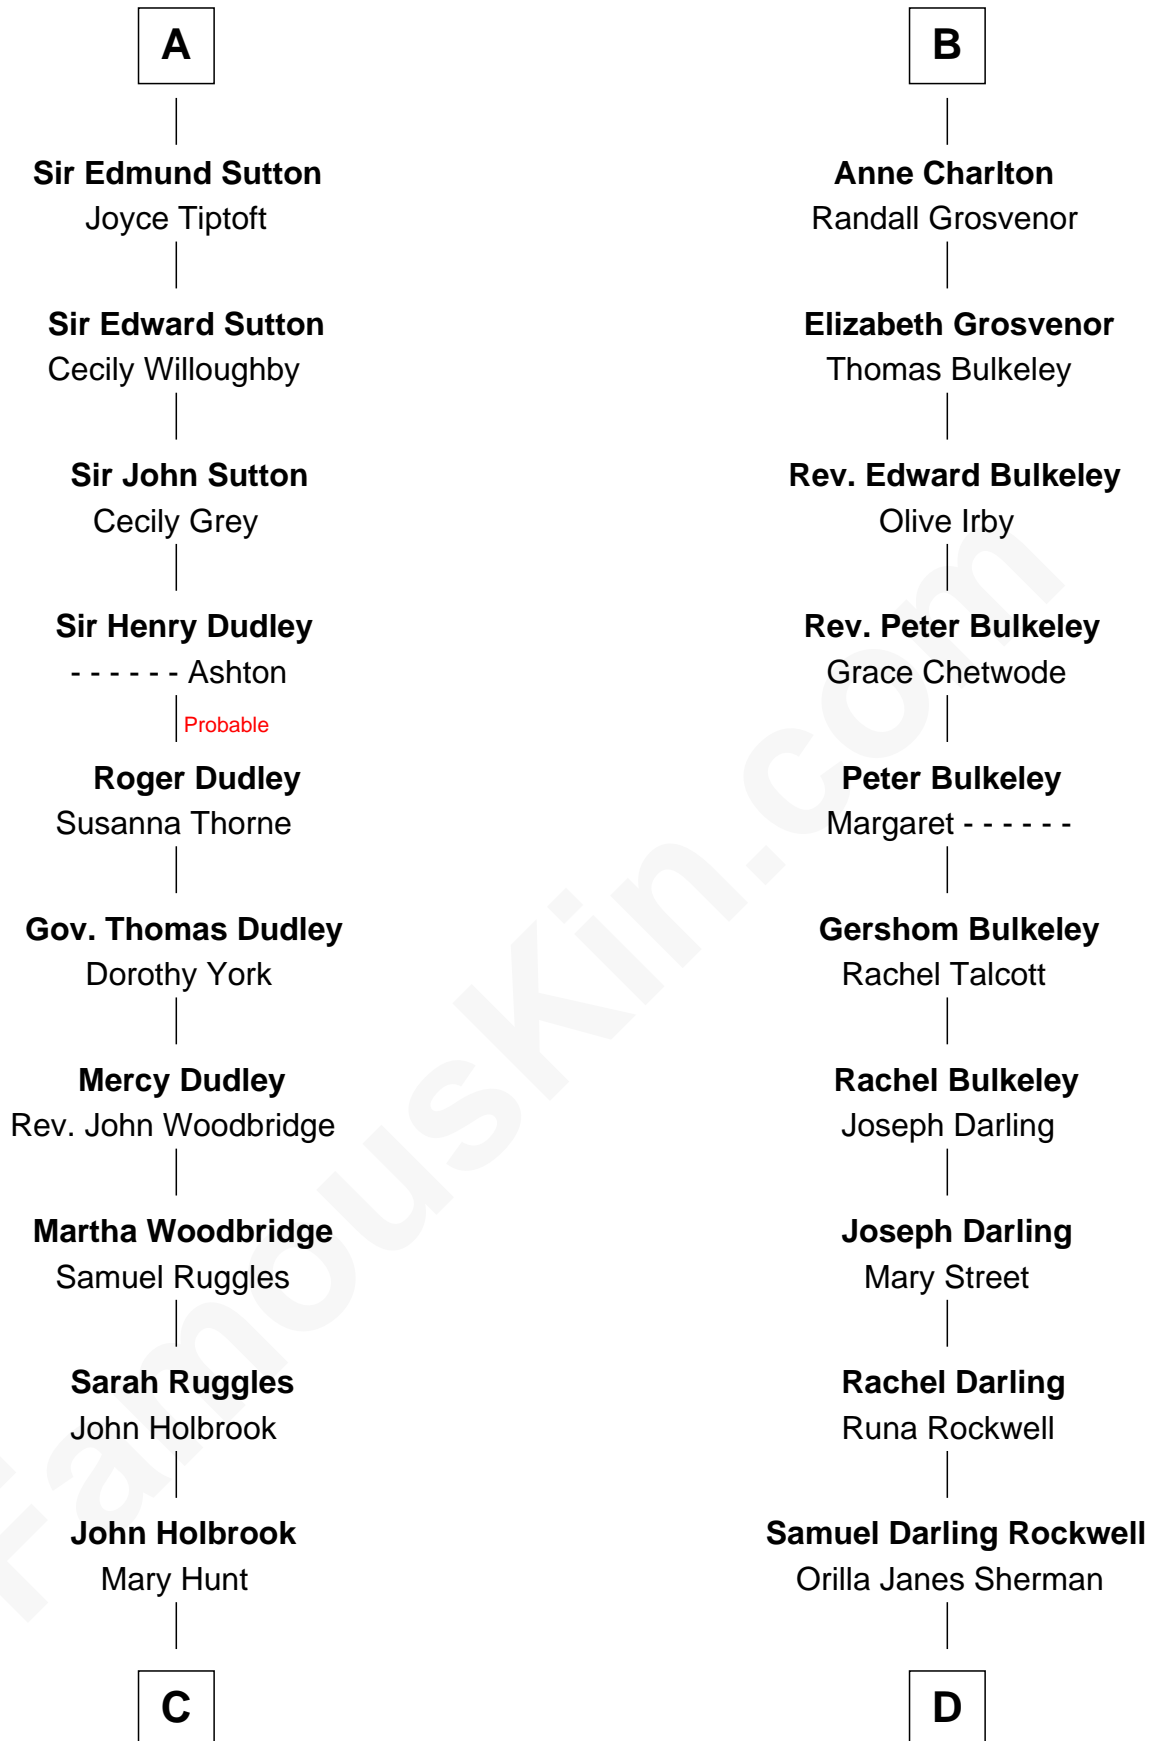 A
Sir Edmund Sutton
Joyce Tiptoft
Sir Edward Sutton
Cecily Willoughby
Sir John Sutton
Cecily Grey
Sir Henry Dudley
- - - - - - Ashton
Probable
Roger Dudley
Susanna Thorne
Gov. Thomas Dudley
Dorothy York
Mercy Dudley
Rev. John Woodbridge
Martha Woodbridge
Samuel Ruggles
Sarah Ruggles
John Holbrook
John Holbrook
Mary Hunt
C
B
Anne Charlton
Randall Grosvenor
Elizabeth Grosvenor
Thomas Bulkeley
Rev. Edward Bulkeley
Olive Irby
Rev. Peter Bulkeley
Grace Chetwode
Peter Bulkeley
Margaret - - - - - -
Gershom Bulkeley
Rachel Talcott
Rachel Bulkeley
Joseph Darling
Joseph Darling
Mary Street
Rachel Darling
Runa Rockwell
Samuel Darling Rockwell
Orilla Janes Sherman
D
FamousKin.com